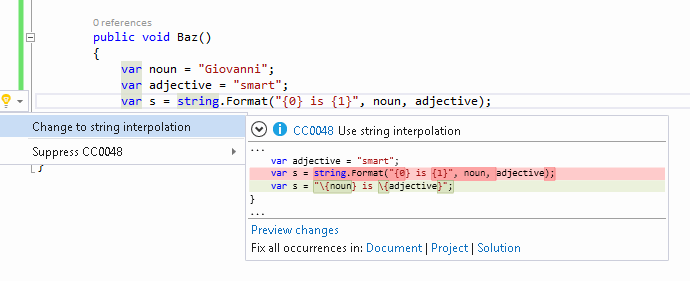 0 references
public void Baz()
{
var noun = "Giovanni";
var adjective = "smart";
var s = string.Format("{0} is {1}", noun, adjective);
Change to string interpolation
Suppress CC0048
}
CC0048 Use string interpolation
...
var adjective = "smart";
var s = string.Format("{0} is {1}", noun, adjective);
var s = "\{noun} is \{adjective}";
}
...
Preview changes
Fix all occurrences in: Document | Project | Solution